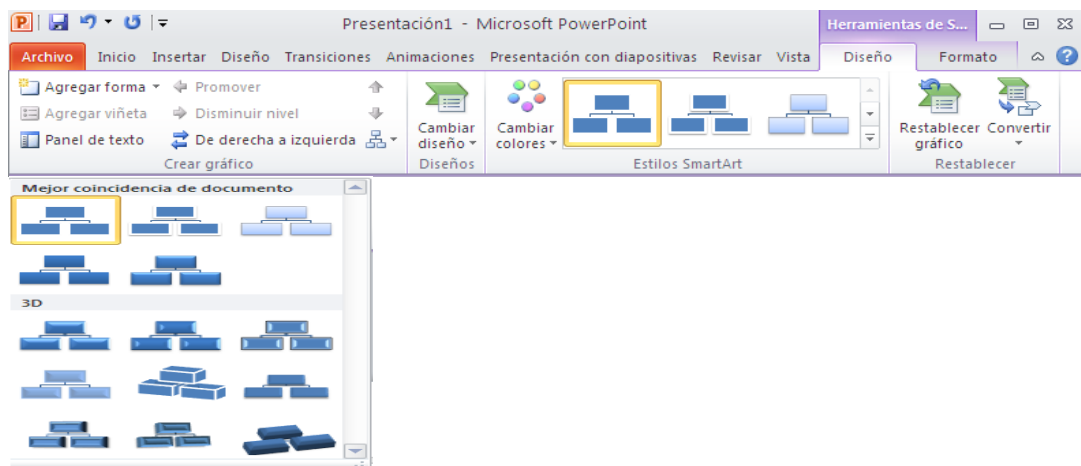 Presentación1 - Microsoft PowerPoint
Herramientas de S...
Archivo Inicio Insertar Diseño Transiciones Animaciones Presentación con diapositivas Revisar Vista Diseño Formato
Agregar forma Promover
Agregar viñeta Disminuir nivel
Panel de texto De derecha a izquierda
Crear gráfico
Cambiar
diseño
Diseños
Cambiar
colores
Estilos SmartArt
Restablecer
gráfico
Convertir
Restablecer
Mejor coincidencia de documento
3D